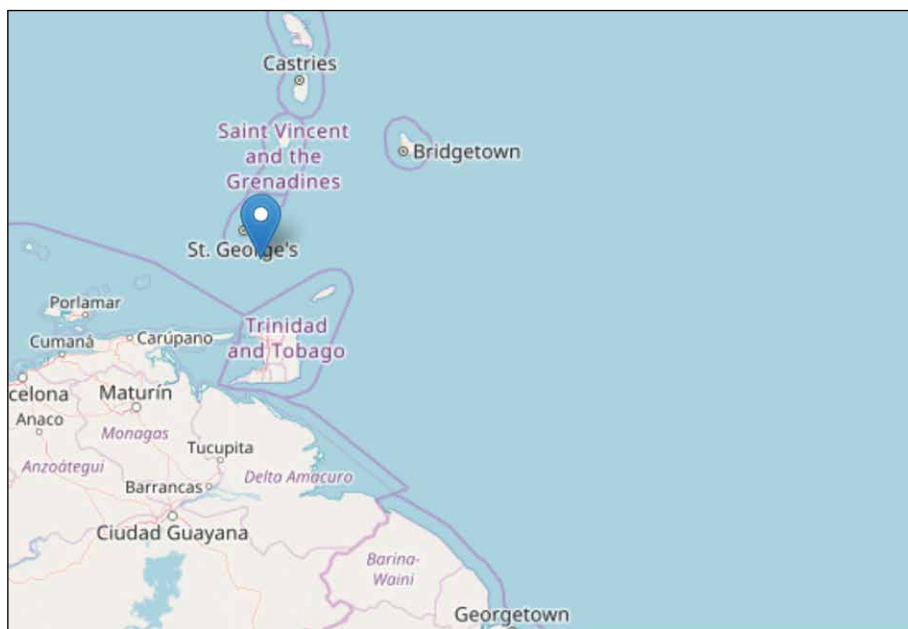 Castries
Saint Vincent
and the
Grenadines
Bridgetown
St. George's
Porlamar
Trinidad
and Tobago
Cumaná
Carúpano
celona
Maturín
Anaco
Monagas
Tucupita
Anzoátegui
Delta Amacuro
Barrancas
Ciudad Guayana
Barina-
Waini
Georgetown